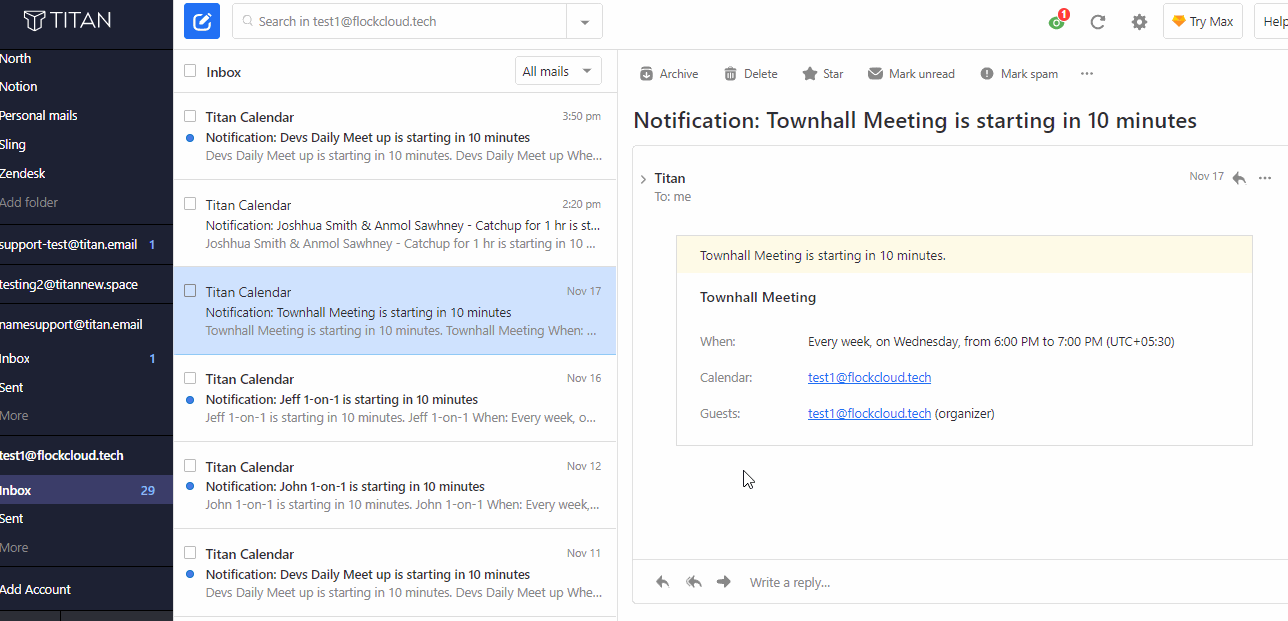 TITAN
North
Notion
Personal mails
Sling
Zendesk
Add folder
support-test@titan.email 1
testing2@titannew.space
namesupport@titan.email
Inbox 1
Sent
More
test1@flockcloud.tech
Inbox 29
Sent
More
Add Account
Search in test1@flockcloud.tech
1
Try Max
Help
Inbox
All mails
Titan Calendar 3:50 pm
Notification: Devs Daily Meet up is starting in 10 minutes
Devs Daily Meet up is starting in 10 minutes. Devs Daily Meet up Whe...
Titan Calendar 2:20 pm
Notification: Joshhua Smith & Anmol Sawhney - Catchup for 1 hr is st...
Joshhua Smith & Anmol Sawhney - Catchup for 1 hr is starting in 10 ...
Titan Calendar Nov 17
Notification: Townhall Meeting is starting in 10 minutes
Townhall Meeting is starting in 10 minutes. Townhall Meeting When: ...
Titan Calendar Nov 16
Notification: Jeff 1-on-1 is starting in 10 minutes
Jeff 1-on-1 is starting in 10 minutes. Jeff 1-on-1 When: Every week, o...
Titan Calendar Nov 12
Notification: John 1-on-1 is starting in 10 minutes
John 1-on-1 is starting in 10 minutes. John 1-on-1 When: Every week,...
Titan Calendar Nov 11
Notification: Devs Daily Meet up is starting in 10 minutes
Devs Daily Meet up is starting in 10 minutes. Devs Daily Meet up Whe...
Archive Delete Star Mark unread Mark spam
Notification: Townhall Meeting is starting in 10 minutes
Titan Nov 17
To: me
Townhall Meeting is starting in 10 minutes.
Townhall Meeting
When: Every week, on Wednesday, from 6:00 PM to 7:00 PM (UTC+05:30)
Calendar: test1@flockcloud.tech
Guests: test1@flockcloud.tech (organizer)
Write a reply...